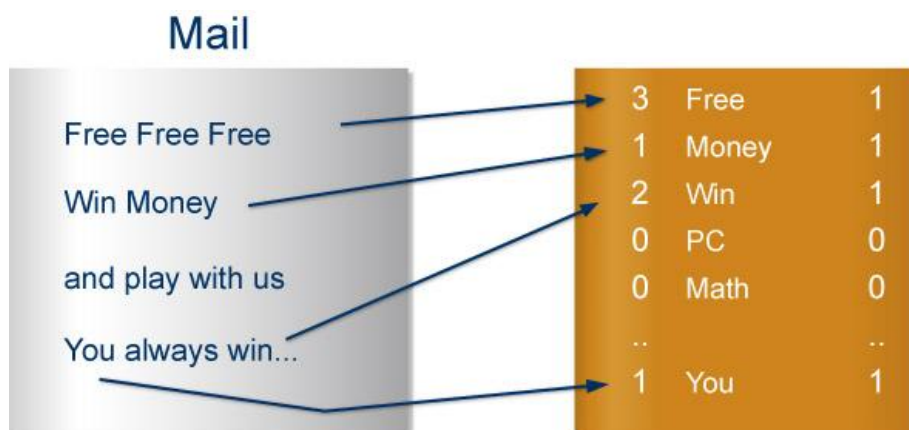 Mail
Free Free Free
Win Money
and play with us
You always win...
3 Free 1
1 Money 1
2 Win 1
0 PC 0
0 Math 0
.. ..
1 You 1